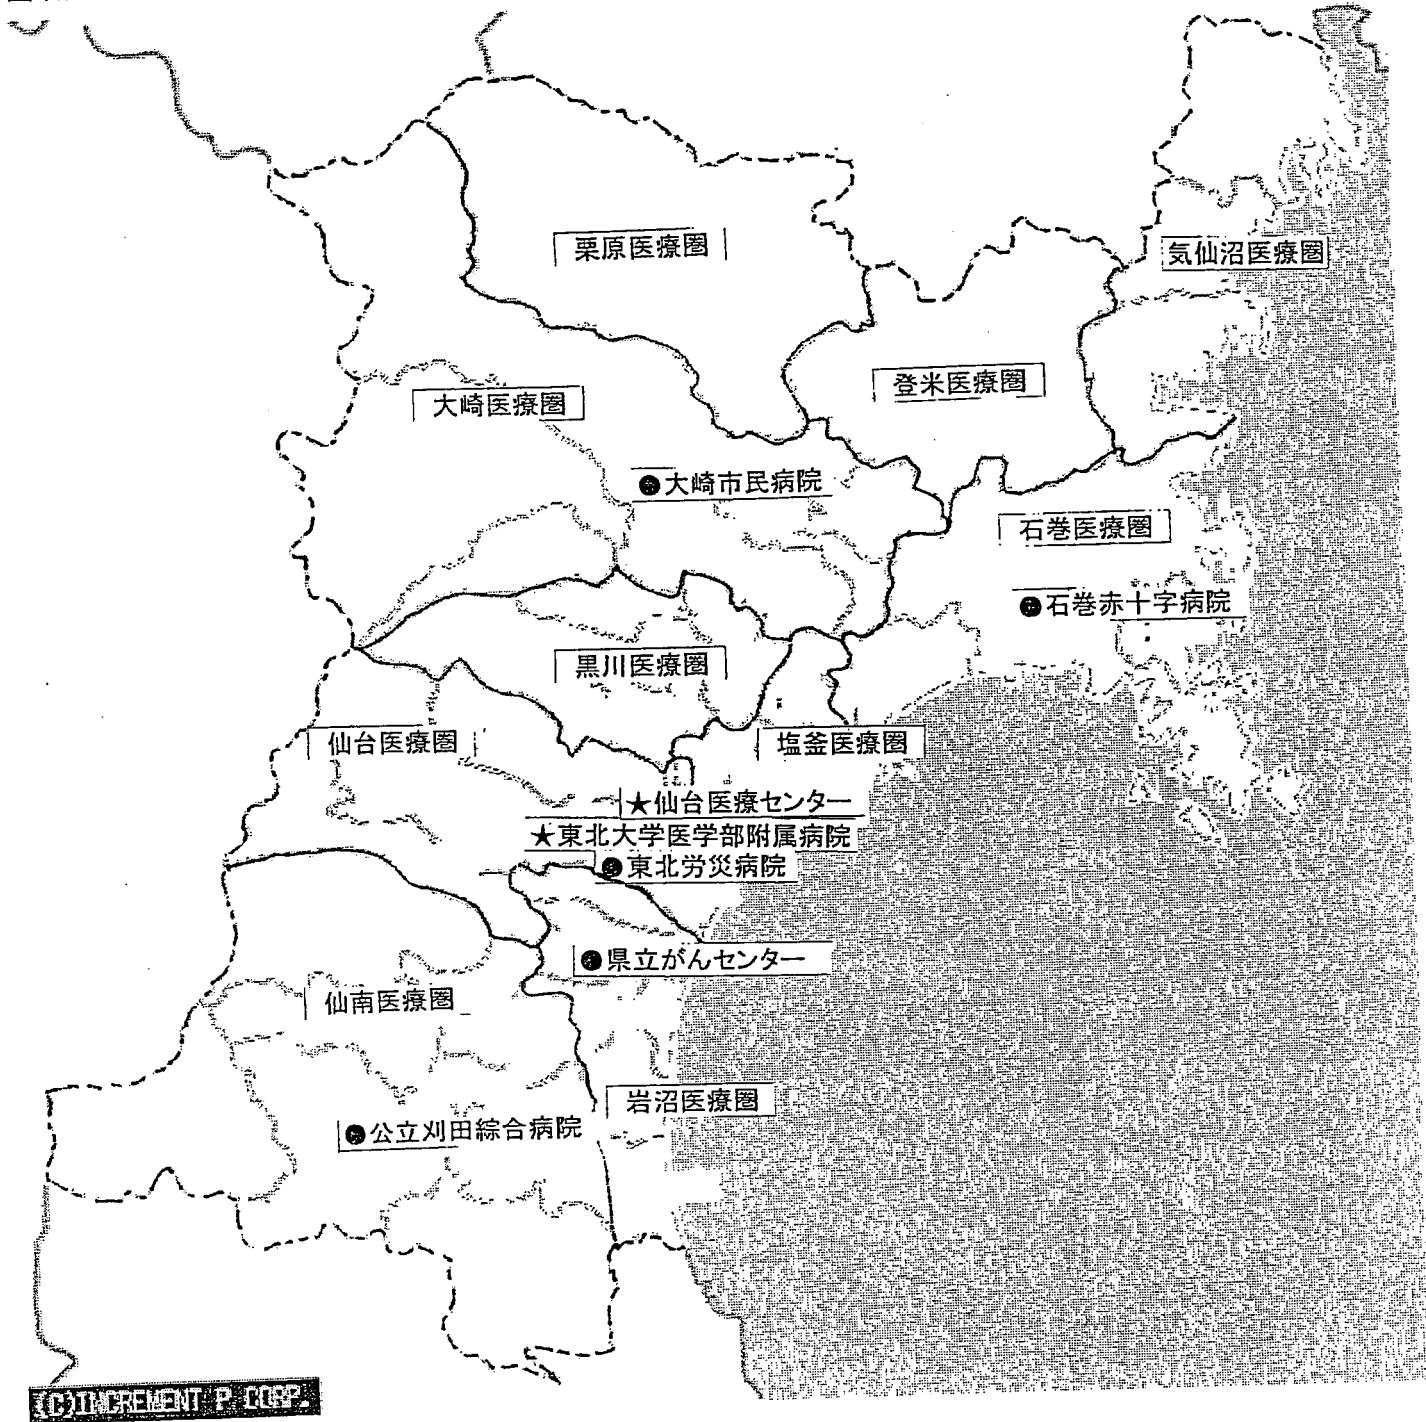 栗原医療圏
気仙沼医療圏
登米医療圏
大崎医療圏
●大崎市民病院
石巻医療圏
●石巻赤十字病院
黒川医療圏
仙台医療圏
塩釜医療圏
★仙台医療センター
★東北大学医学部附属病院
●東北労災病院
●県立がんセンター
仙南医療圏
岩沼医療圏
●公立刈田綜合病院
(C)INCREMENT P CORP.